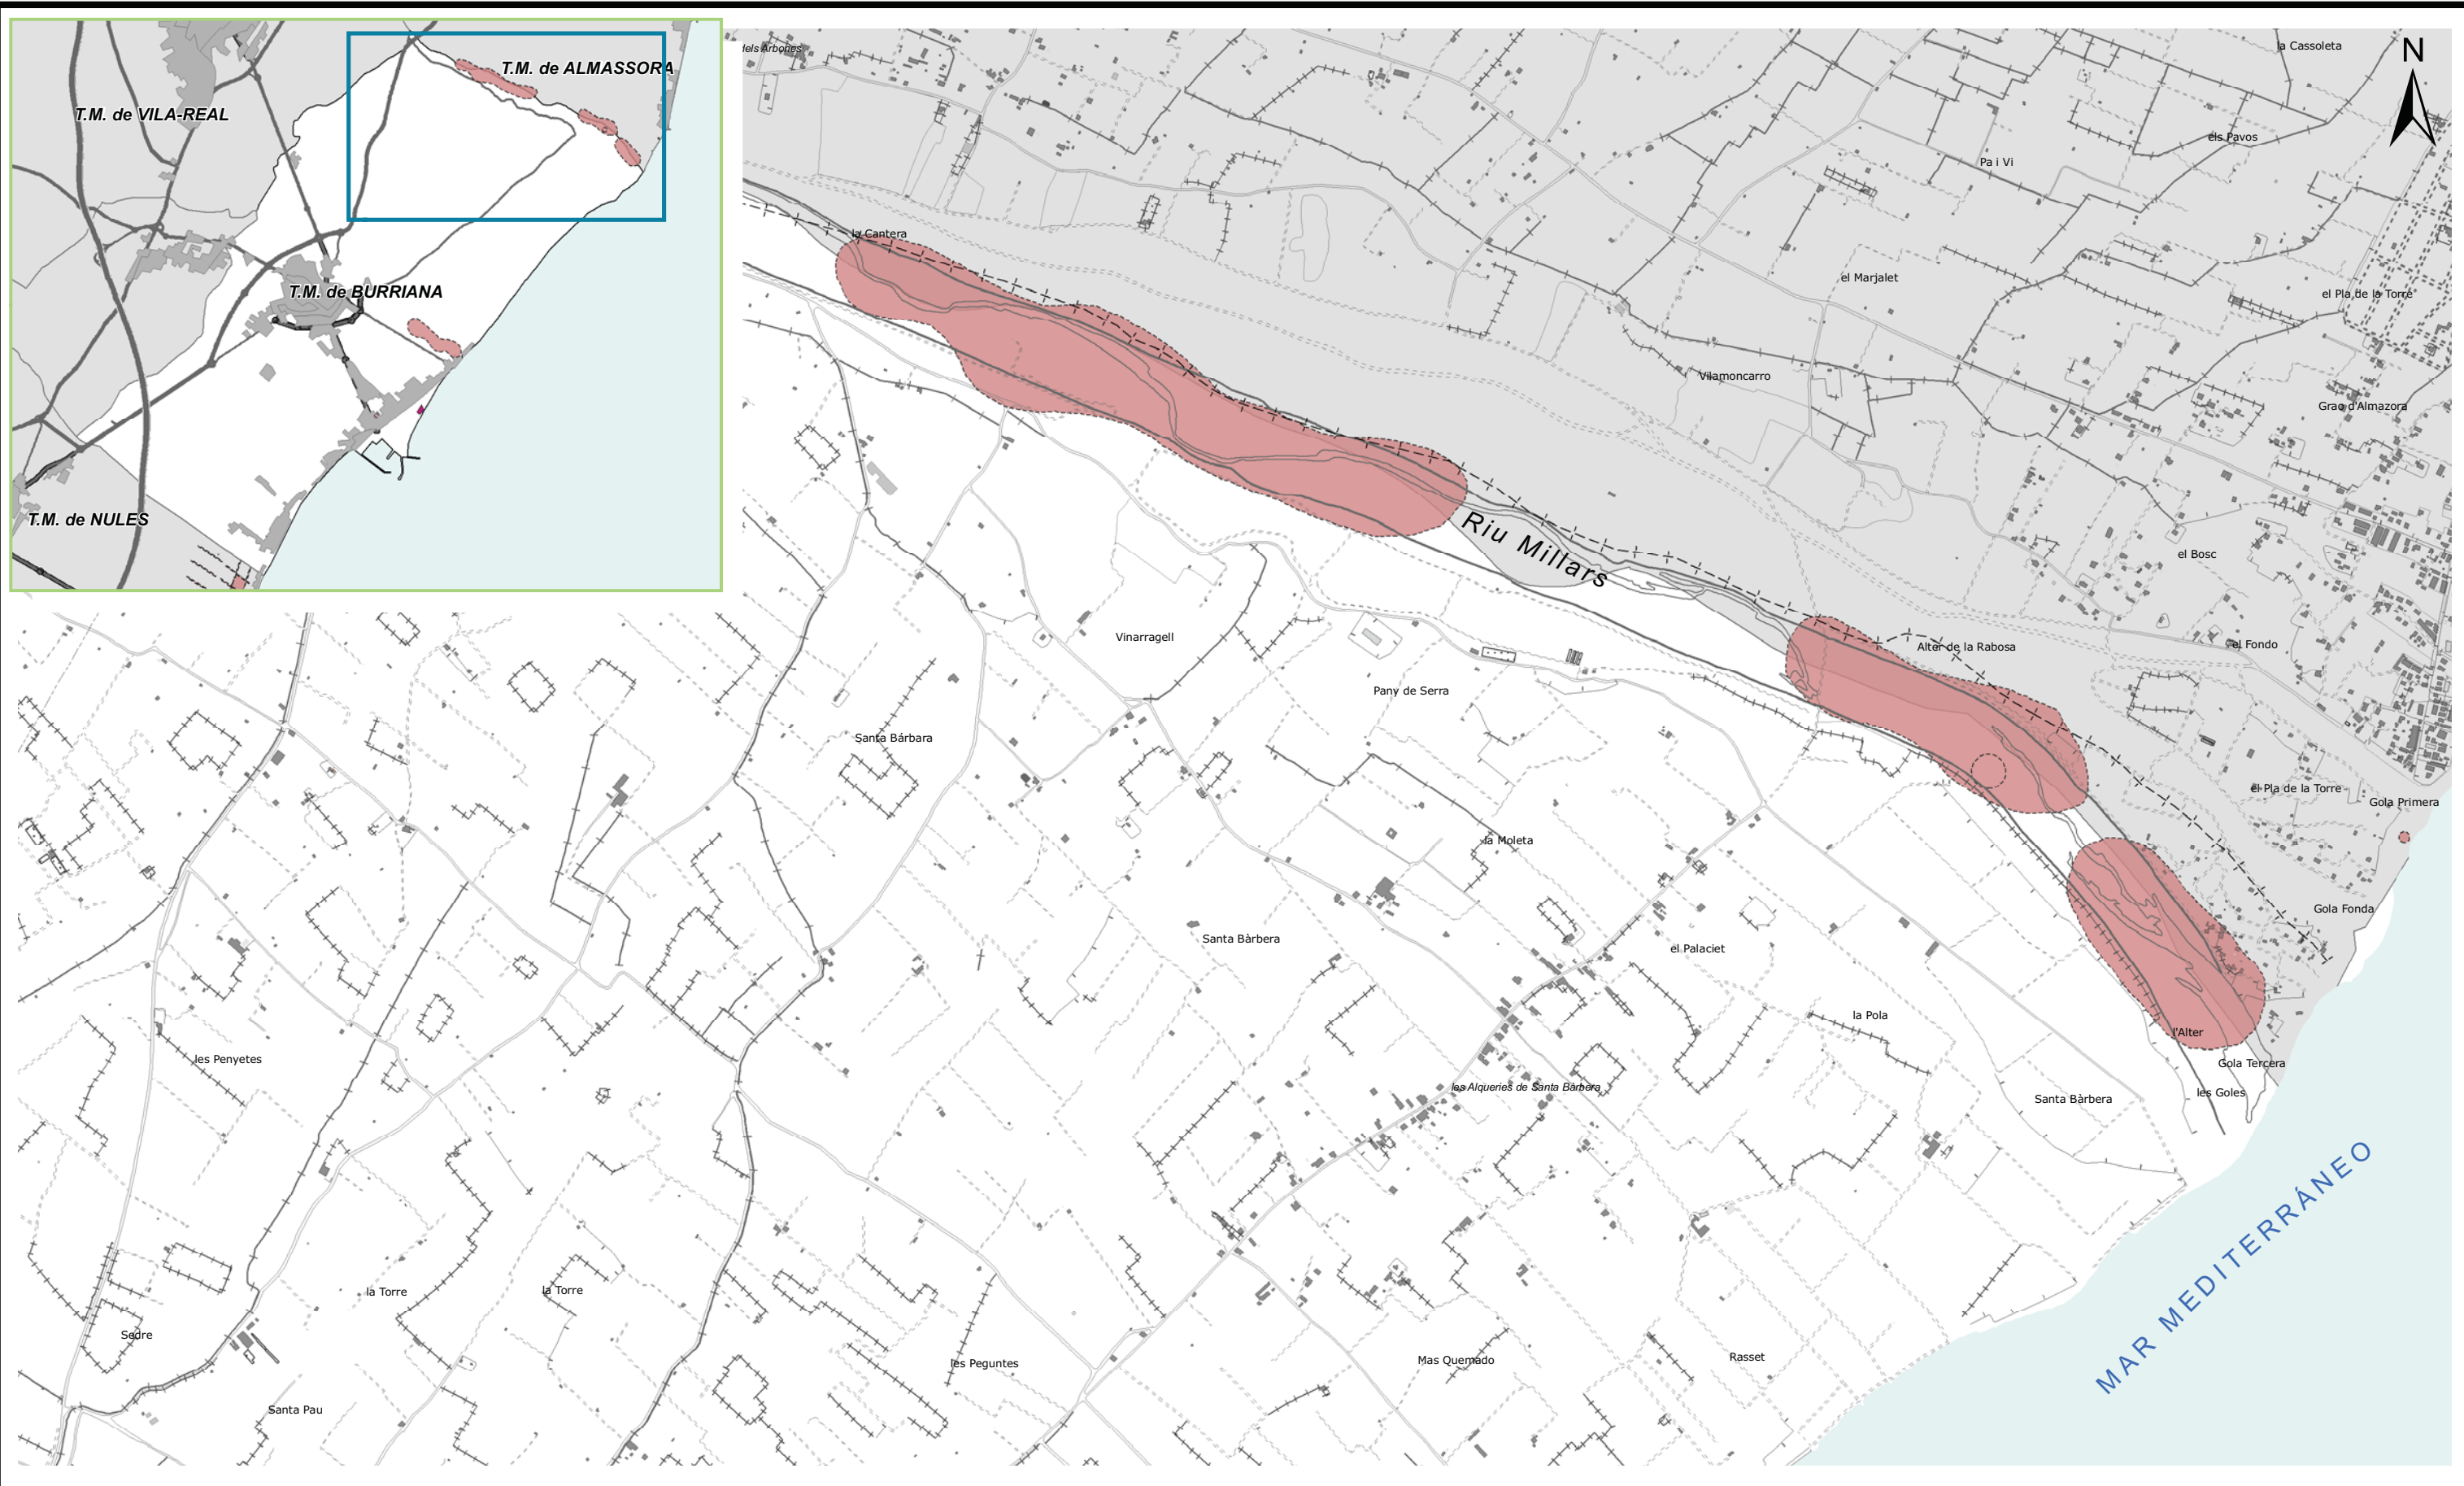 T.M. de ALMASSORA
T.M. de VILA-REAL
T.M. de BURRIANA
T.M. de NULES
dels Arbones
la Cassoleta
N
els Pavos
Pa i Vi
la Cantera
el Marjalet
el Pla de la Torre
Vilamoncarro
Grao d'Almazora
Riu Millars
el Bosc
Vinarragell
Alter de la Rabosa
el Fondo
Pany de Serra
Santa Bárbara
el Pla de la Torre
Gola Primera
la Moleta
Gola Fonda
Santa Bàrbera
el Palaciet
la Pola
l'Alter
les Penyetes
Gola Tercera
les Alqueries de Santa Bàrbera
les Goles
Santa Bàrbera
MAR MEDITERRÁNEO
la Torre
la Torre
Sedre
les Peguntes
Mas Quemado
Rasset
Santa Pau